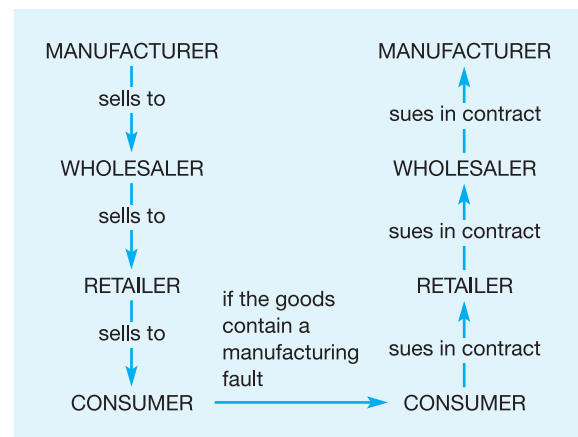 MANUFACTURER
sells to
WHOLESALER
sells to
RETAILER
sells to
CONSUMER
if the goods
contain a
manufacturing
fault
MANUFACTURER
sues in contract
WHOLESALER
sues in contract
RETAILER
sues in contract
CONSUMER